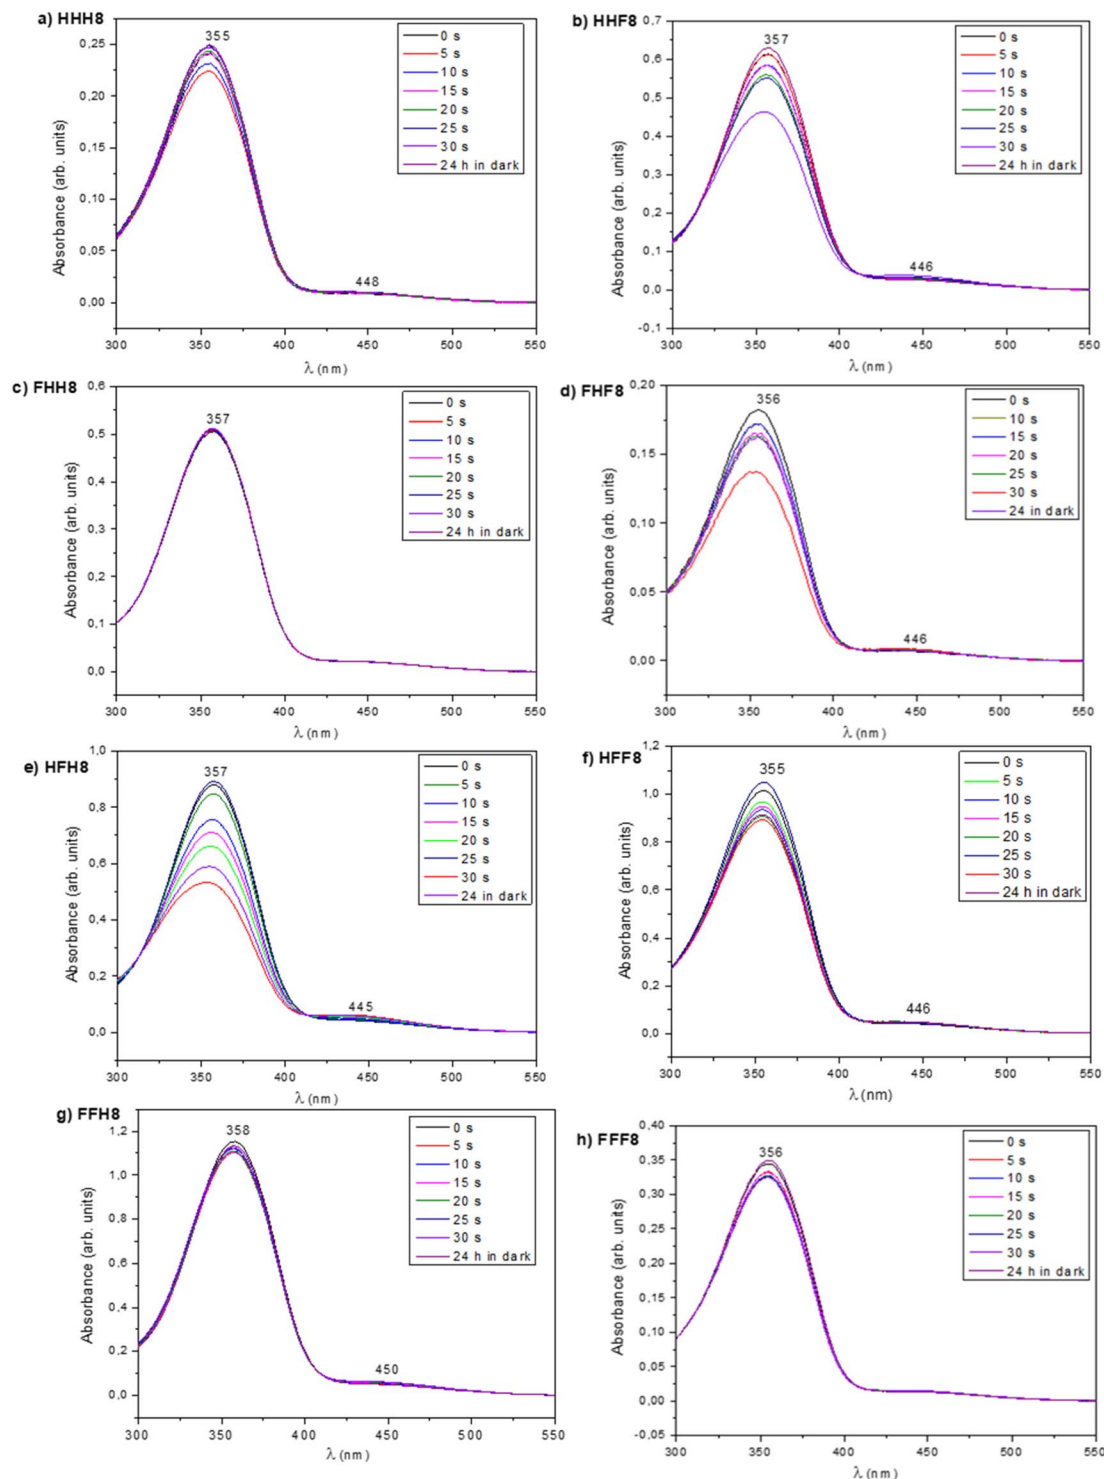 a) HHH8
0,25
0,20
0,15
0,10
0,05
0,00
Absorbance (arb. units)
355
448
0 s
5 s
10 s
15 s
20 s
25 s
30 s
24 h in dark
300 350 400 450 500 550
λ (nm)
b) HHF8
0,7
0,6
0,5
0,4
0,3
0,2
0,1
0,0
-0,1
Absorbance (arb. units)
357
446
0 s
5 s
10 s
15 s
20 s
25 s
30 s
24 h in dark
300 350 400 450 500 550
λ (nm)
c) FHH8
0,6
0,5
0,4
0,3
0,2
0,1
0,0
Absorbance (arb. units)
357
0 s
5 s
10 s
15 s
20 s
25 s
30 s
24 h in dark
300 350 400 450 500 550
λ (nm)
d) FHF8
0,20
0,15
0,10
0,05
0,00
Absorbance (arb. units)
356
446
0 s
10 s
15 s
20 s
25 s
30 s
24 in dark
300 350 400 450 500 550
λ (nm)
e) HFH8
1,0
0,8
0,6
0,4
0,2
0,0
Absorbance (arb. units)
357
445
0 s
5 s
10 s
15 s
20 s
25 s
30 s
24 in dark
300 350 400 450 500 550
λ (nm)
f) HFF8
1,2
1,0
0,8
0,6
0,4
0,2
0,0
Absorbance (arb. units)
355
446
0 s
5 s
10 s
15 s
20 s
25 s
30 s
24 h in dark
300 350 400 450 500 550
λ (nm)
g) FFH8
1,2
1,0
0,8
0,6
0,4
0,2
0,0
Absorbance (arb. units)
358
450
0 s
5 s
10 s
15 s
20 s
25 s
30 s
24 h in dark
300 350 400 450 500 550
λ (nm)
h) FFF8
0,40
0,35
0,30
0,25
0,20
0,15
0,10
0,05
0,00
-0,05
Absorbance (arb. units)
356
0 s
5 s
10 s
15 s
20 s
25 s
30 s
24 h in dark
300 350 400 450 500 550
λ (nm)